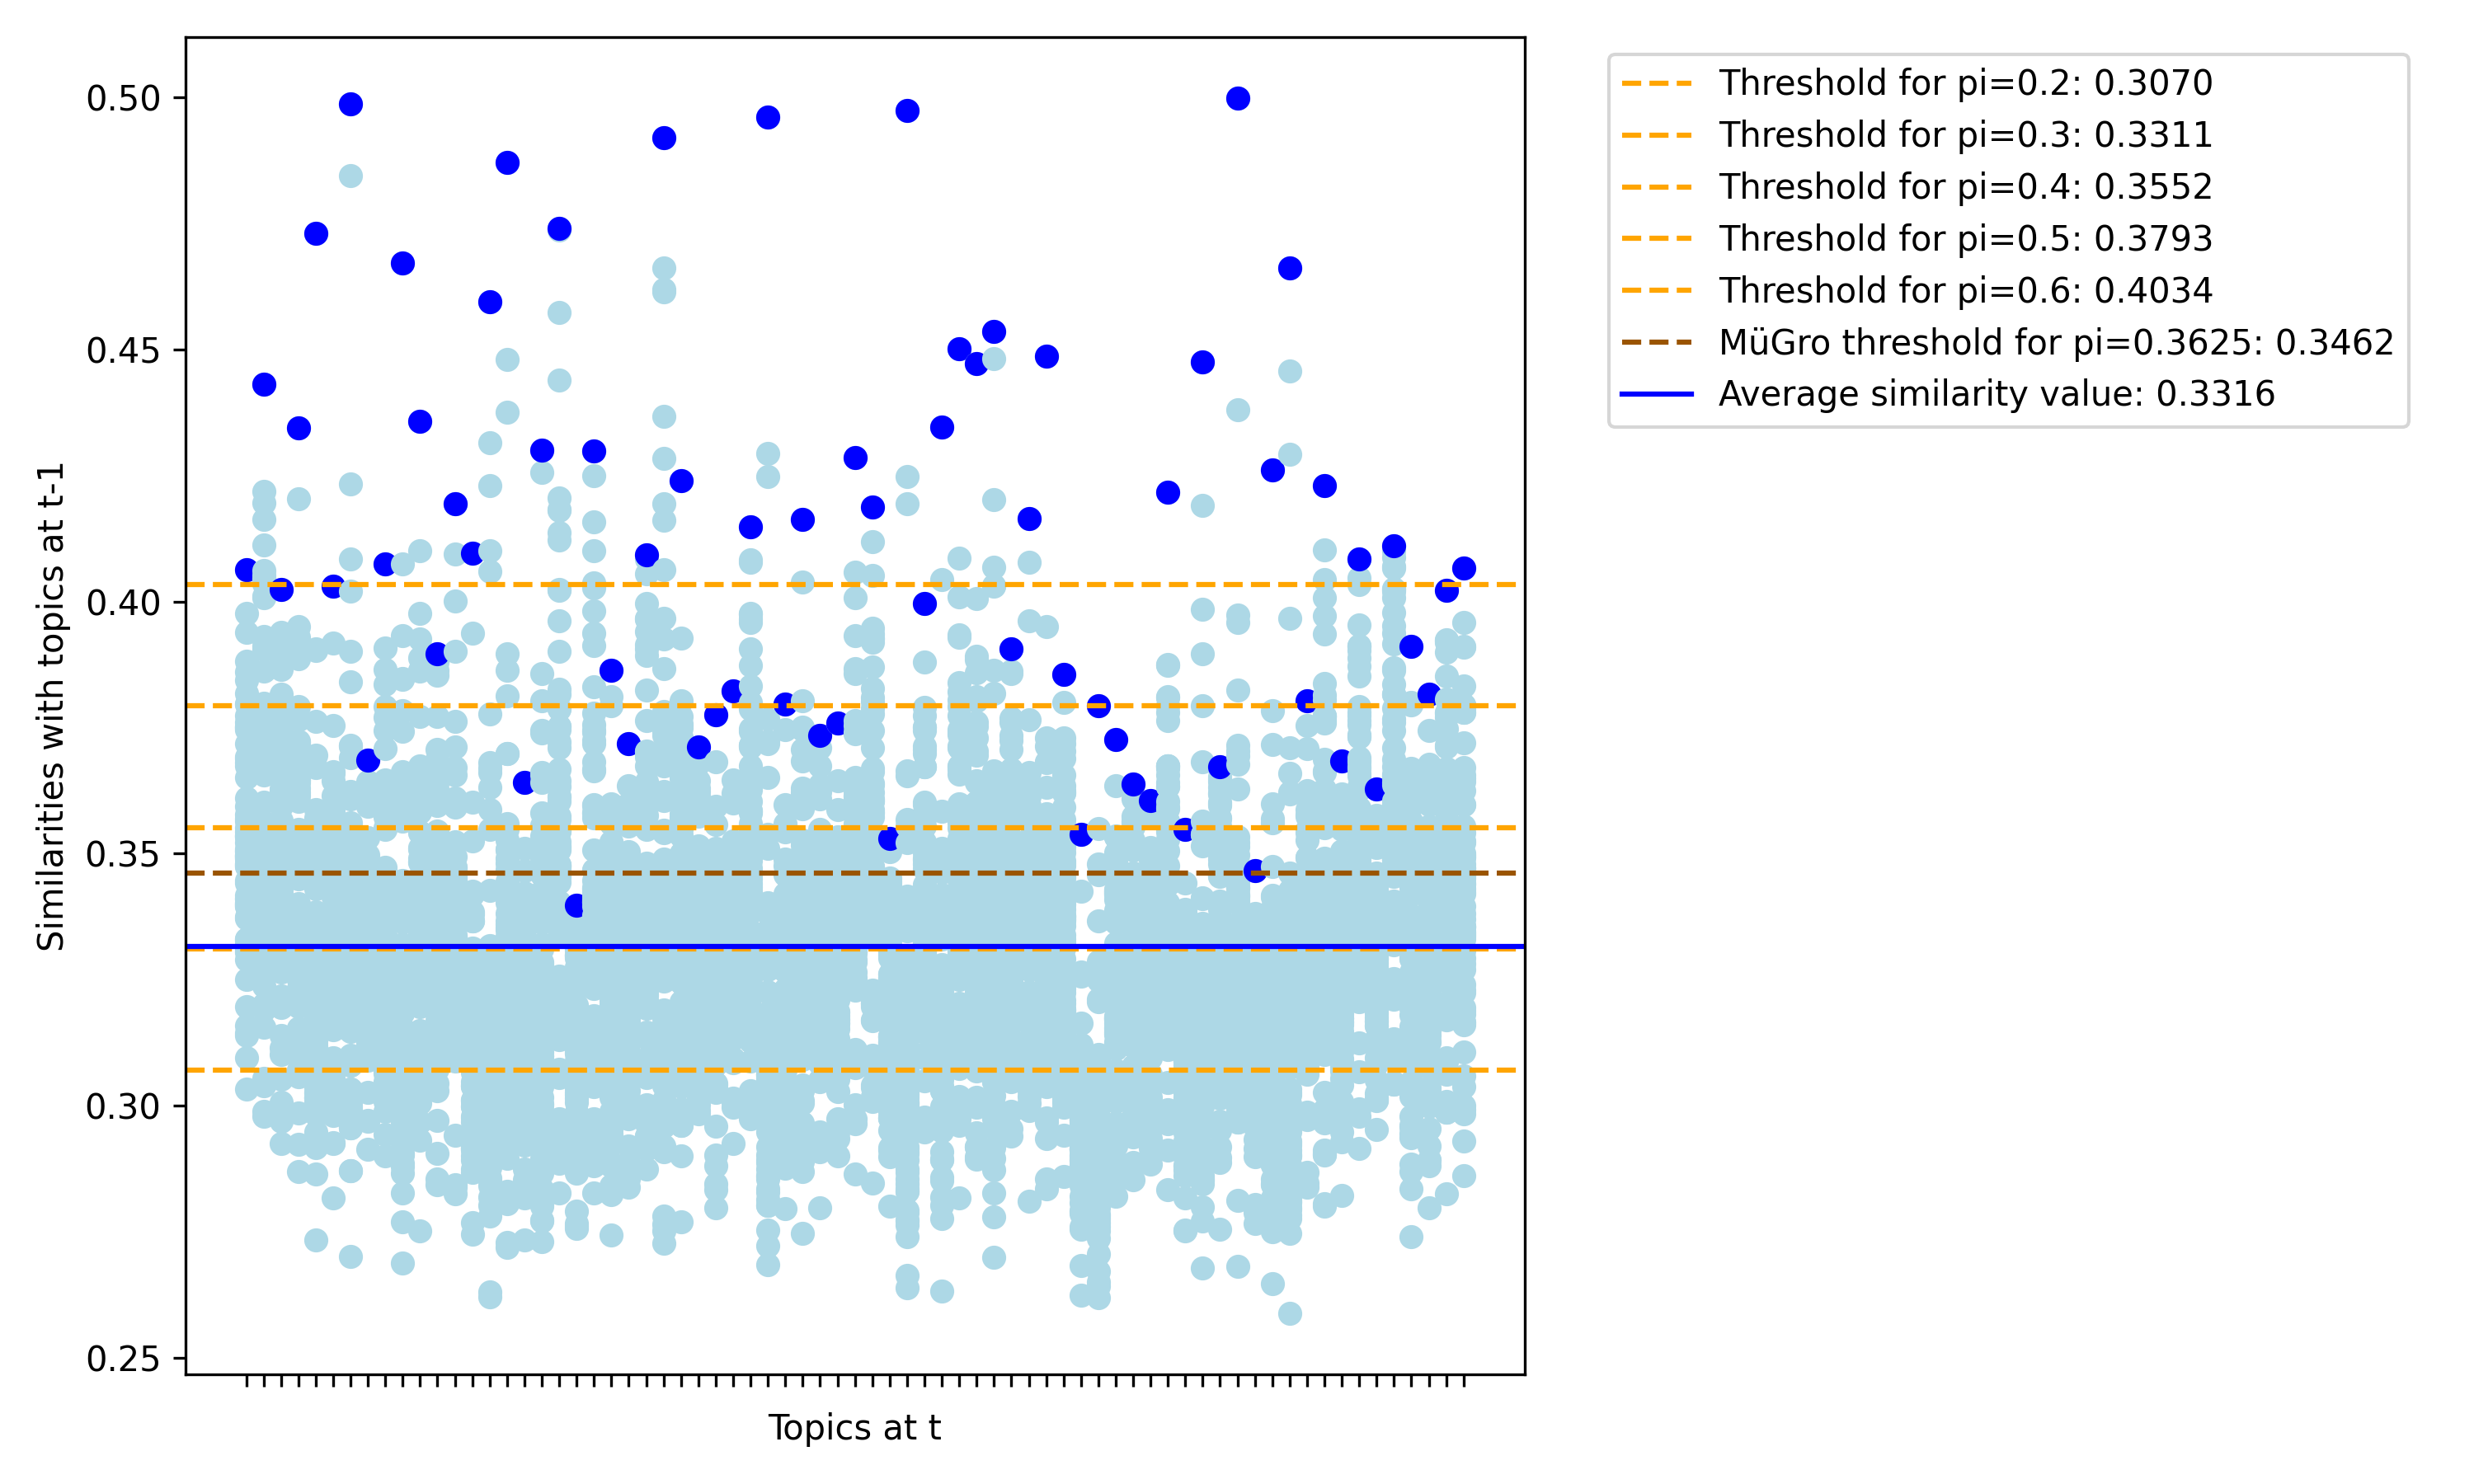 0.50
0.45
0.40
0.35
0.30
0.25
Similarities with topics at t-1
Topics at t
Threshold for pi=0.2: 0.3070
Threshold for pi=0.3: 0.3311
Threshold for pi=0.4: 0.3552
Threshold for pi=0.5: 0.3793
Threshold for pi=0.6: 0.4034
MüGro threshold for pi=0.3625: 0.3462
Average similarity value: 0.3316